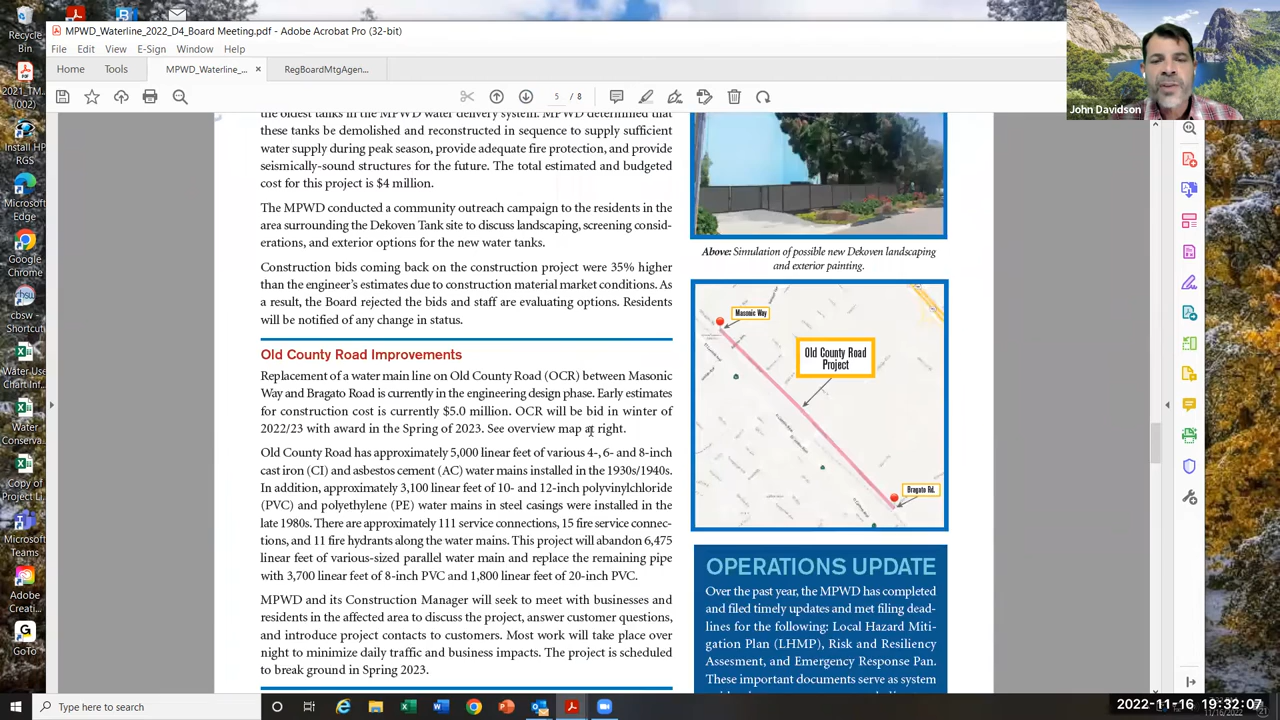 Recycle
Bin
2021_TM...
(002)
Install HP
RGS
Microsoft
Edge
Google
Chrome
cbsw -
Shortcut
Water Use
ChartInfo...
Copy of
Project L...
Microsoft
Teams
Adobe
Creati...
GoTo
MPWD_Waterline_2022_D4_Board Meeting.pdf - Adobe Acrobat Pro (32-bit)
File Edit View E-Sign Window Help
Home Tools MPWD_Waterline_... × RegBoardMtgAgen...
5 / 8
John Davidson
the oldest tanks in the MPWD water delivery system. MPWD determined that
these tanks be demolished and reconstructed in sequence to supply sufficient
water supply during peak season, provide adequate fire protection, and provide
seismically-sound structures for the future. The total estimated and budgeted
cost for this project is $4 million.
The MPWD conducted a community outreach campaign to the residents in the
area surrounding the Dekoven Tank site to discuss landscaping, screening consid-
erations, and exterior options for the new water tanks.
Construction bids coming back on the construction project were 35% higher
than the engineer's estimates due to construction material market conditions. As
a result, the Board rejected the bids and staff are evaluating options. Residents
will be notified of any change in status.
Old County Road Improvements
Replacement of a water main line on Old County Road (OCR) between Masonic
Way and Bragato Road is currently in the engineering design phase. Early estimates
for construction cost is currently $5.0 million. OCR will be bid in winter of
2022/23 with award in the Spring of 2023. See overview map at right.
Old County Road has approximately 5,000 linear feet of various 4-, 6- and 8-inch
cast iron (CI) and asbestos cement (AC) water mains installed in the 1930s/1940s.
In addition, approximately 3,100 linear feet of 10- and 12-inch polyvinylchloride
(PVC) and polyethylene (PE) water mains in steel casings were installed in the
late 1980s. There are approximately 111 service connections, 15 fire service connec-
tions, and 11 fire hydrants along the water mains. This project will abandon 6,475
linear feet of various-sized parallel water main and replace the remaining pipe
with 3,700 linear feet of 8-inch PVC and 1,800 linear feet of 20-inch PVC.
MPWD and its Construction Manager will seek to meet with businesses and
residents in the affected area to discuss the project, answer customer questions,
and introduce project contacts to customers. Most work will take place over
night to minimize daily traffic and business impacts. The project is scheduled
to break ground in Spring 2023.
Above: Simulation of possible new Dekoven landscaping
and exterior painting.
Masonic Way
Old County Road
Project
Bragato Rd.
OPERATIONS UPDATE
Over the past year, the MPWD has completed
and filed timely updates and met filing dead-
lines for the following: Local Hazard Miti-
gation Plan (LHMP), Risk and Resiliency
Assesment, and Emergency Response Pan.
These important documents serve as system
Type here to search
2022-11-16 19:32:07